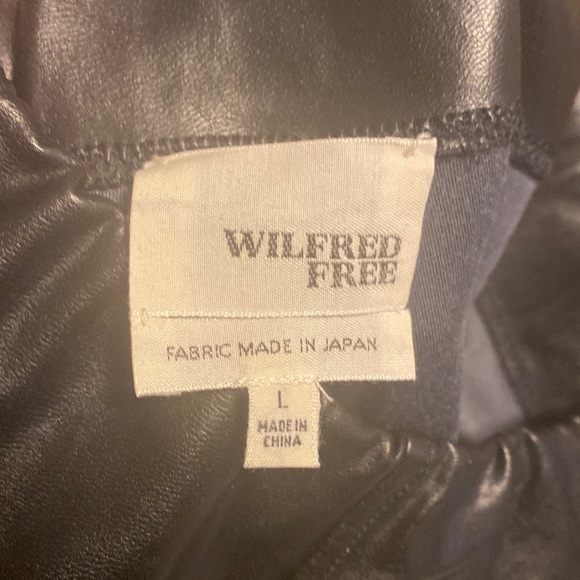 WILFRED
FREE
FABRIC MADE IN JAPAN
L
MADE IN
CHINA